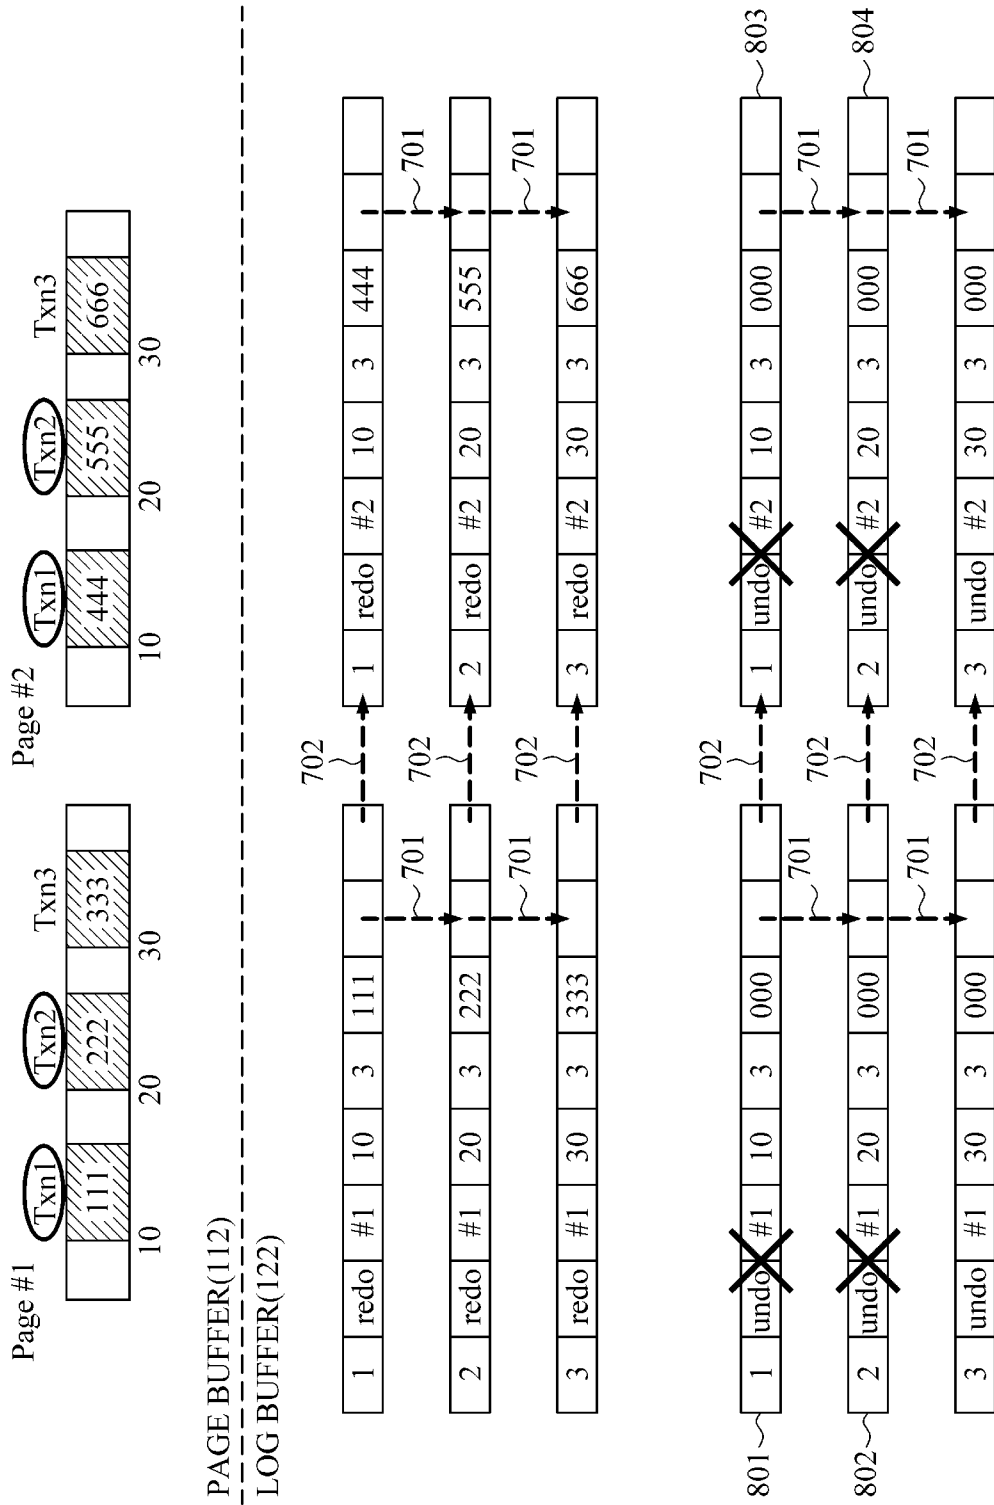 Page #1
Page #2
Txn1 Txn2 Txn3 Txn1 Txn2 Txn3
111 222 333 444 555 666
10 20 30 10 20 30
PAGE BUFFER(112)
LOG BUFFER(122)
1 redo #1 10 3 111 702 1 redo #2 10 3 444
701 701
2 redo #1 20 3 222 702 2 redo #2 20 3 555
701 701
3 redo #1 30 3 333 702 3 redo #2 30 3 666
801 1 undo #1 10 3 000 702 1 undo #2 10 3 000 803
701 701
802 2 undo #1 20 3 000 702 2 undo #2 20 3 000 804
701 701
3 undo #1 30 3 000 702 3 undo #2 30 3 000